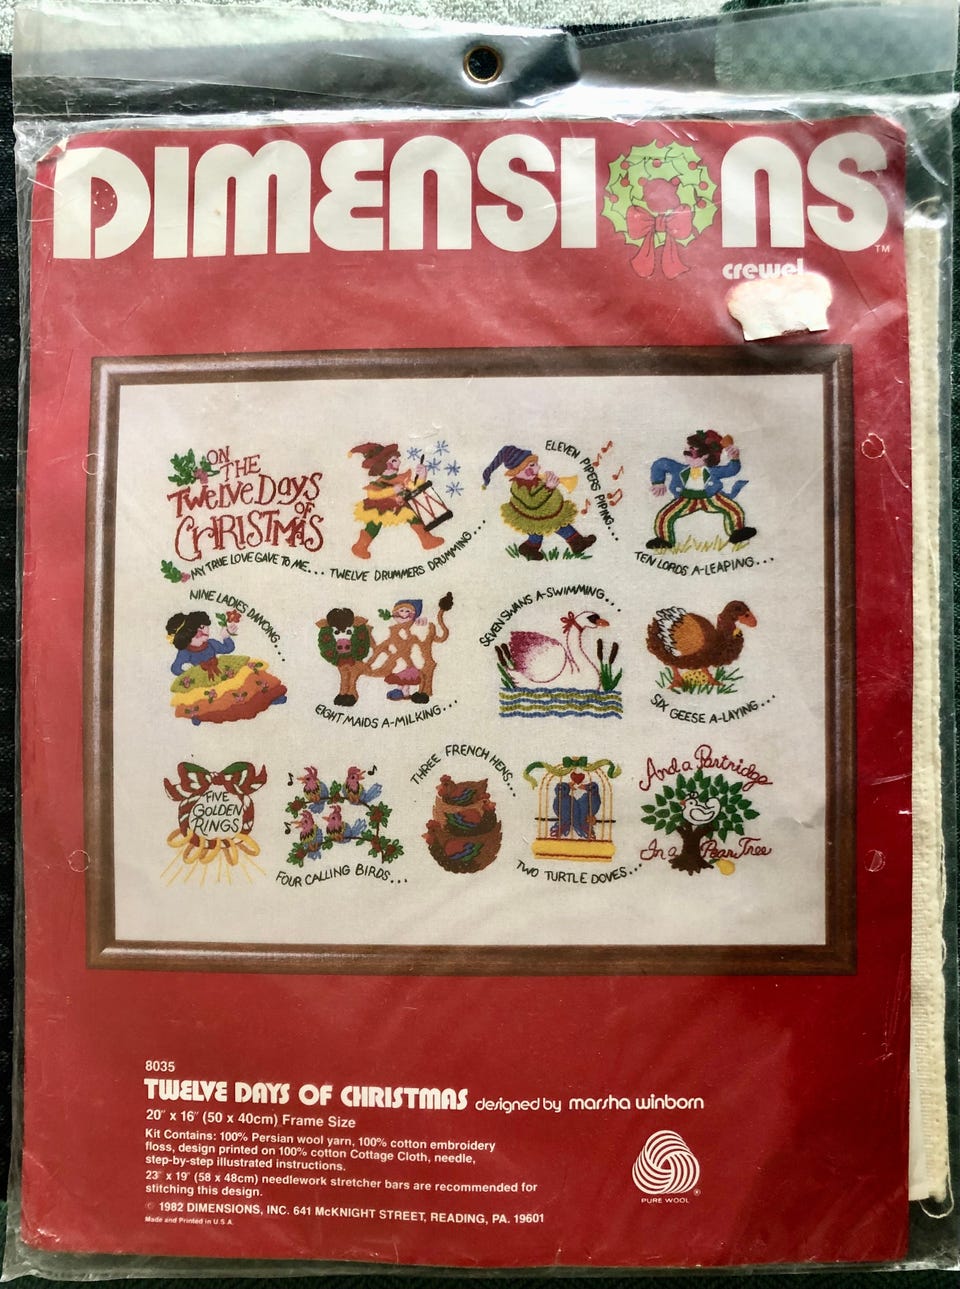 DIMENSIONS™
crewel
ON
THE
TWELVE DAYS
OF
CHRISTMAS
MY TRUE LOVE GAVE TO ME...
TWELVE DRUMMERS DRUMMING...
ELEVEN PIPERS PIPING...
TEN LORDS A-LEAPING...
NINE LADIES DANCING...
EIGHT MAIDS A-MILKING...
SEVEN SWANS A-SWIMMING...
SIX GEESE A-LAYING...
FIVE
GOLDEN
RINGS
FOUR CALLING BIRDS...
THREE FRENCH HENS...
TWO TURTLE DOVES...
And a Partridge
In a Pear Tree
8035
TWELVE DAYS OF CHRISTMAS designed by marsha winborn
20" x 16" (50 x 40cm) Frame Size
Kit Contains: 100% Persian wool yarn, 100% cotton embroidery
floss, design printed on 100% cotton Cottage Cloth, needle,
step-by-step illustrated instructions.
23" x 19" (58 x 48cm) needlework stretcher bars are recommended for
stitching this design.
© 1982 DIMENSIONS, INC. 641 McKNIGHT STREET, READING, PA. 19601
Made and Printed in U.S.A.
PURE WOOL ®